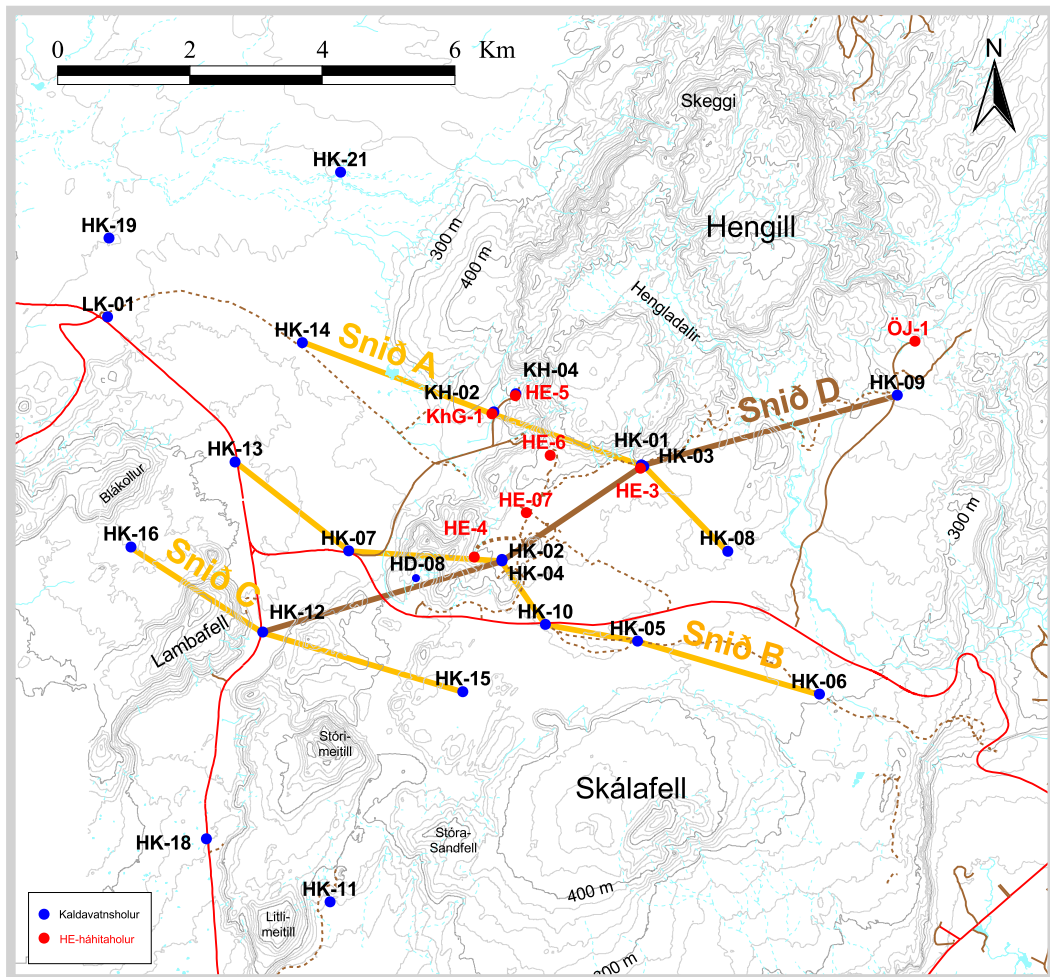 0 2 4 6 Km
N
Skeggi
HK-21
HK-19
Hengill
300 m
400 m
LK-01
Hengladalir
HK-14
Snið A
ÖJ-1
KH-04
KH-02
HE-5
HK-09
KhG-1
Snið D
HK-13
HE-6
HK-01
HK-03
HE-3
Blákollur
HE-07
300 m
HK-16
HK-07
HE-4
HK-02
HK-08
Snið C
HD-08
HK-04
HK-12
HK-10
HK-05
Snið B
Lambafell
HK-15
HK-06
Stóri-
meitill
Skálafell
HK-18
Stóra-
Sandfell
HK-11
400 m
Litli-
meitill
Kaldavatnsholur
HE-háhitaholur
300 m